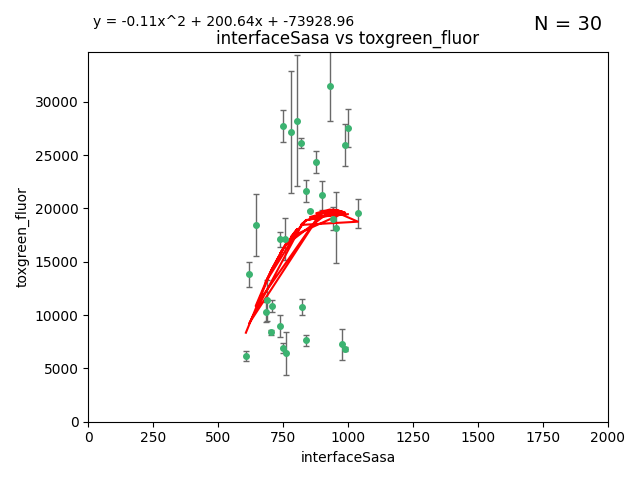 y = -0.11x^2 + 200.64x + -73928.96
N = 30
interfaceSasa vs toxgreen_fluor
30000
25000
20000
15000
10000
5000
0
toxgreen_fluor
0 250 500 750 1000 1250 1500 1750 2000
interfaceSasa